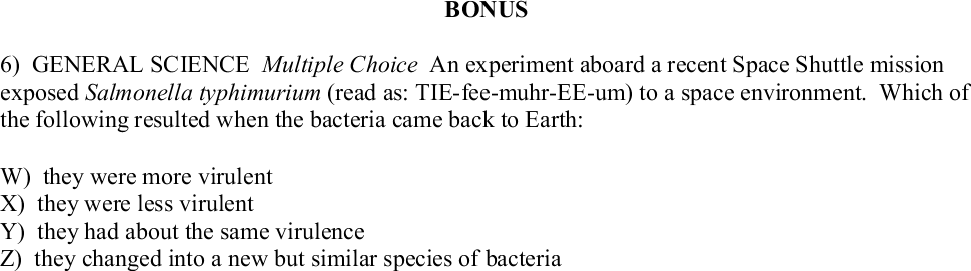 BONUS
6) GENERAL SCIENCE Multiple Choice An experiment aboard a recent Space Shuttle mission
exposed Salmonella typhimurium (read as: TIE-fee-muhr-EE-um) to a space environment. Which of
the following resulted when the bacteria came back to Earth:
W) they were more virulent
X) they were less virulent
Y) they had about the same virulence
Z) they changed into a new but similar species of bacteria